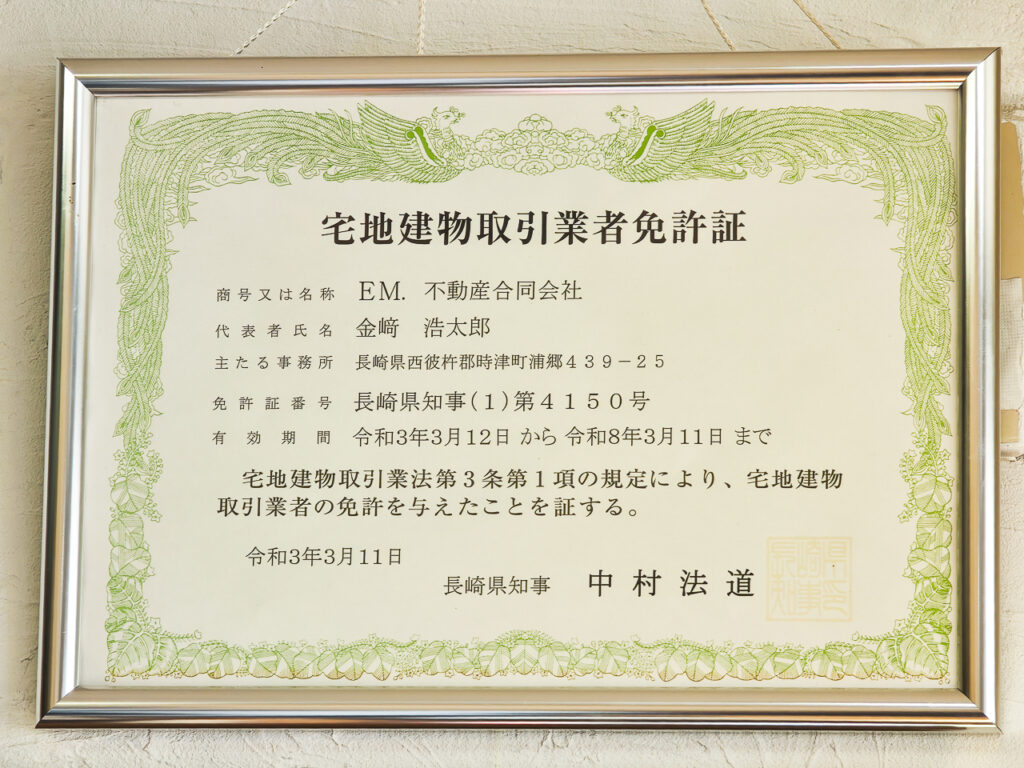 宅地建物取引業者免許証
商号又は名称 EM. 不動産合同会社
代表者氏名 金﨑 浩太郎
主たる事務所 長崎県西彼杵郡時津町浦郷439-25
免許証番号 長崎県知事(1)第4150号
有効期間 令和3年3月12日 から 令和8年3月11日 まで
宅地建物取引業法第3条第1項の規定により、宅地建物
取引業者の免許を与えたことを証する。
令和3年3月11日
長崎県知事 中村法道
長崎県知事之印